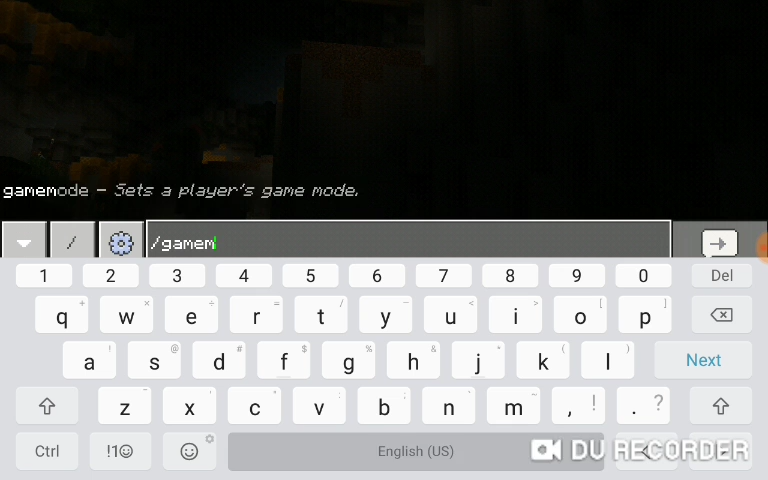 gamemode - Sets a player's game mode.
/ /gamem
1 2 3 4 5 6 7 8 9 0 Del
q + w × e ÷ r = t / y _ u < i > o [ p ]
a ! s @ d # f $ g % h & j * k ( l ) Next
z - x ' c " v : b ; n , m ~ , ! . ?
Ctrl !1☺ English (US) < >
DU RECORDER